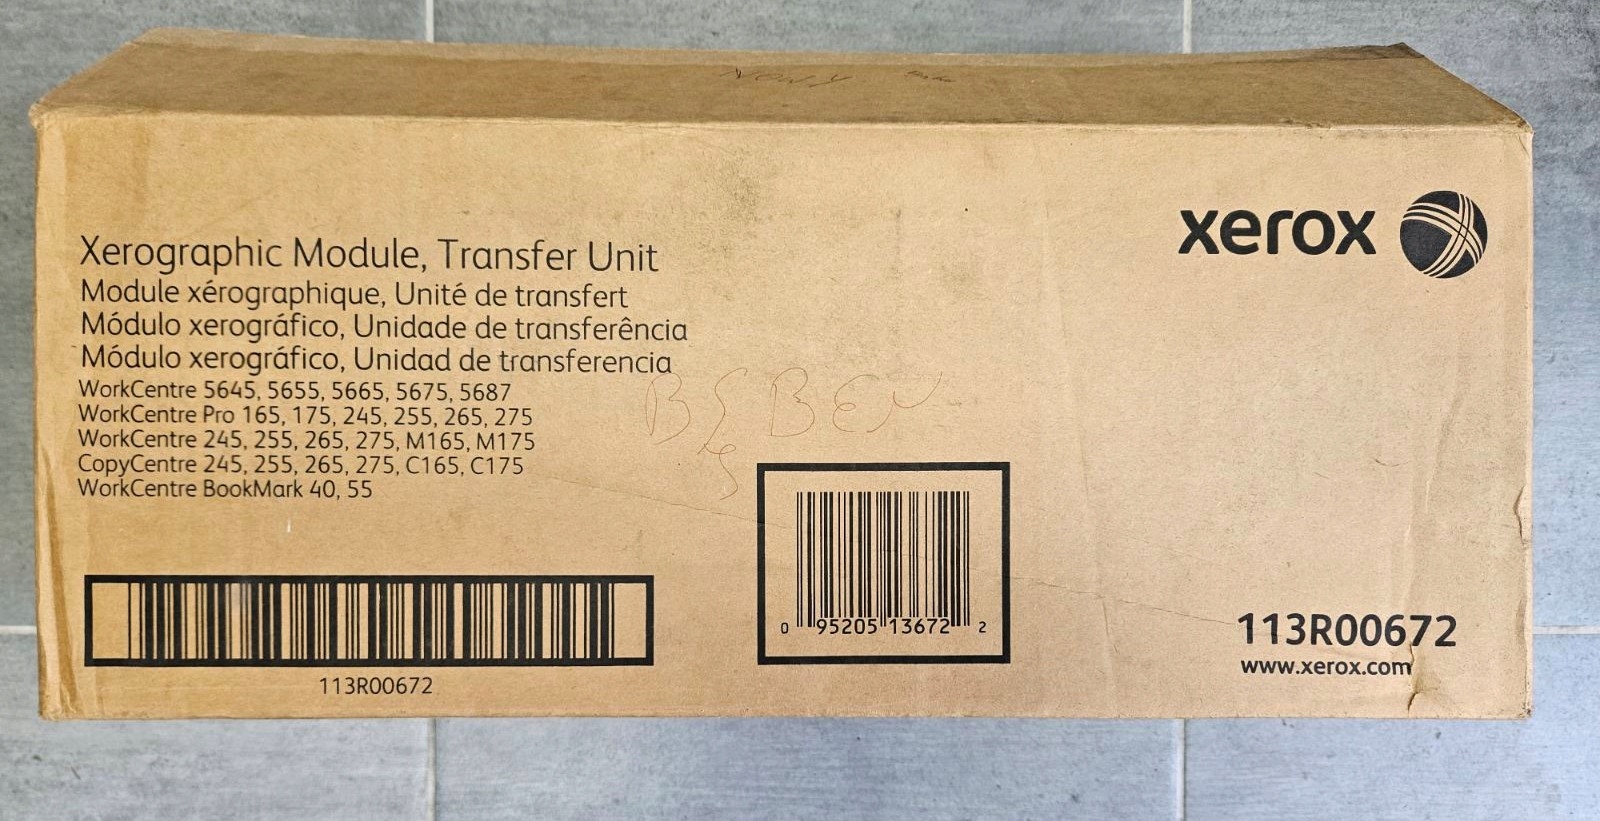 NOWY
xerox
Xerographic Module, Transfer Unit
Module xérographique, Unité de transfert
Módulo xerográfico, Unidade de transferência
Módulo xerográfico, Unidad de transferencia
WorkCentre 5645, 5655, 5665, 5675, 5687
WorkCentre Pro 165, 175, 245, 255, 265, 275
WorkCentre 245, 255, 265, 275, M165, M175
CopyCentre 245, 255, 265, 275, C165, C175
WorkCentre BookMark 40, 55
0 95205 13672 2
113R00672
113R00672
www.xerox.com